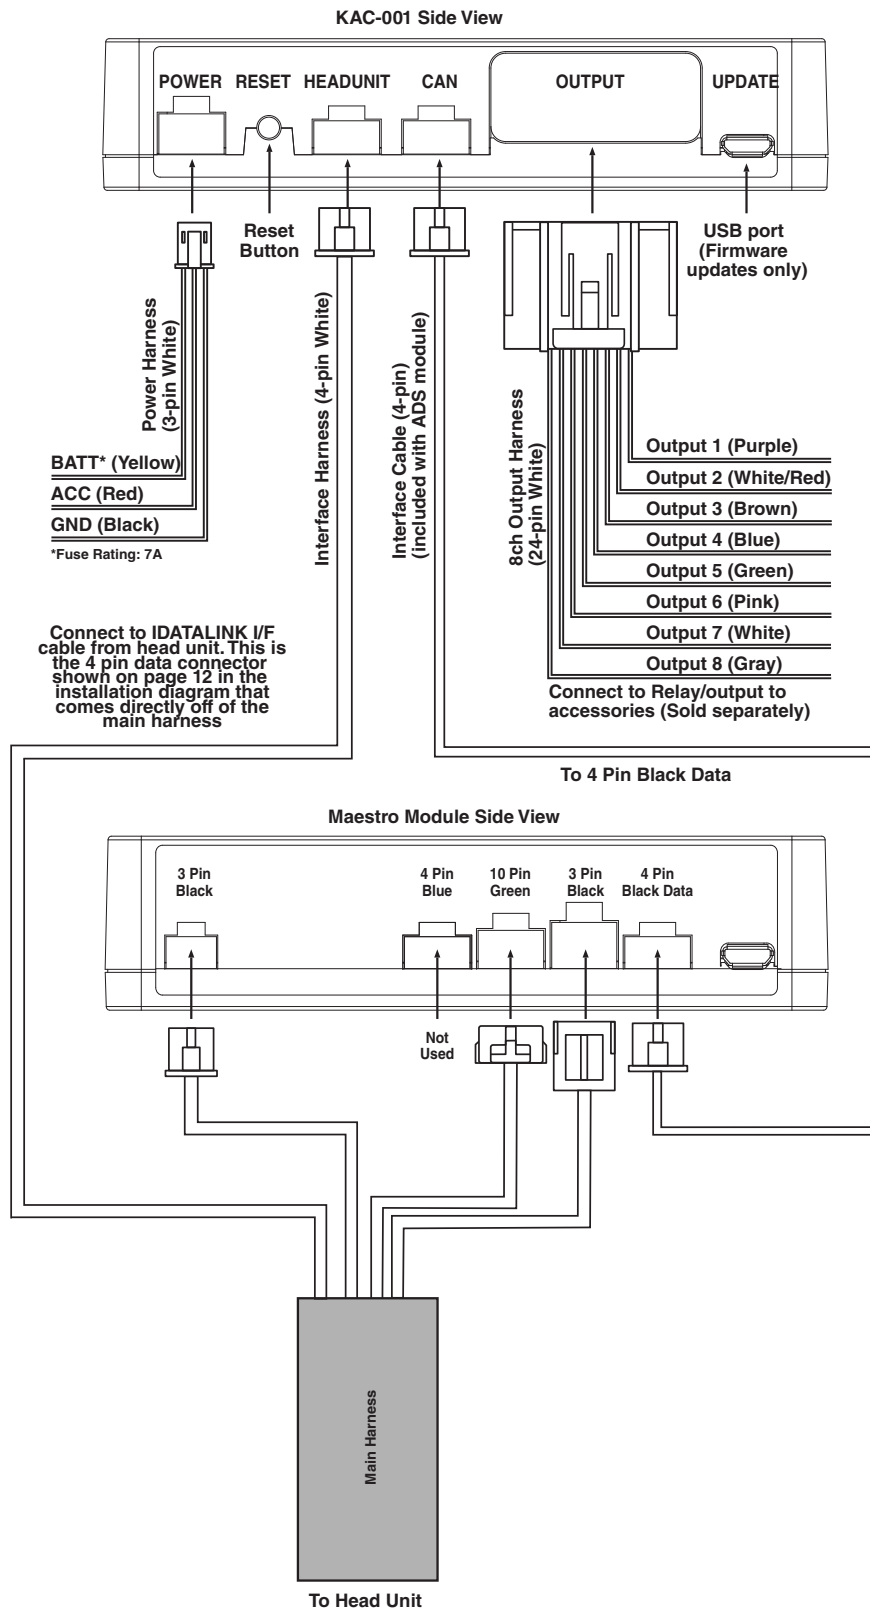 KAC-001 Side View
POWER RESET HEADUNIT CAN OUTPUT UPDATE
Reset
Button
USB port
(Firmware
updates only)
Power Harness
(3-pin White)
Interface Harness (4-pin White)
Interface Cable (4-pin)
(included with ADS module)
8ch Output Harness
(24-pin White)
BATT* (Yellow)
ACC (Red)
GND (Black)
*Fuse Rating: 7A
Output 1 (Purple)
Output 2 (White/Red)
Output 3 (Brown)
Output 4 (Blue)
Output 5 (Green)
Output 6 (Pink)
Output 7 (White)
Output 8 (Gray)
Connect to Relay/output to
accessories (Sold separately)
Connect to IDATALINK I/F
cable from head unit. This is
the 4 pin data connector
shown on page 12 in the
installation diagram that
comes directly off of the
main harness
To 4 Pin Black Data
Maestro Module Side View
3 Pin
Black
4 Pin
Blue
10 Pin
Green
3 Pin
Black
4 Pin
Black Data
Not
Used
Main Harness
To Head Unit